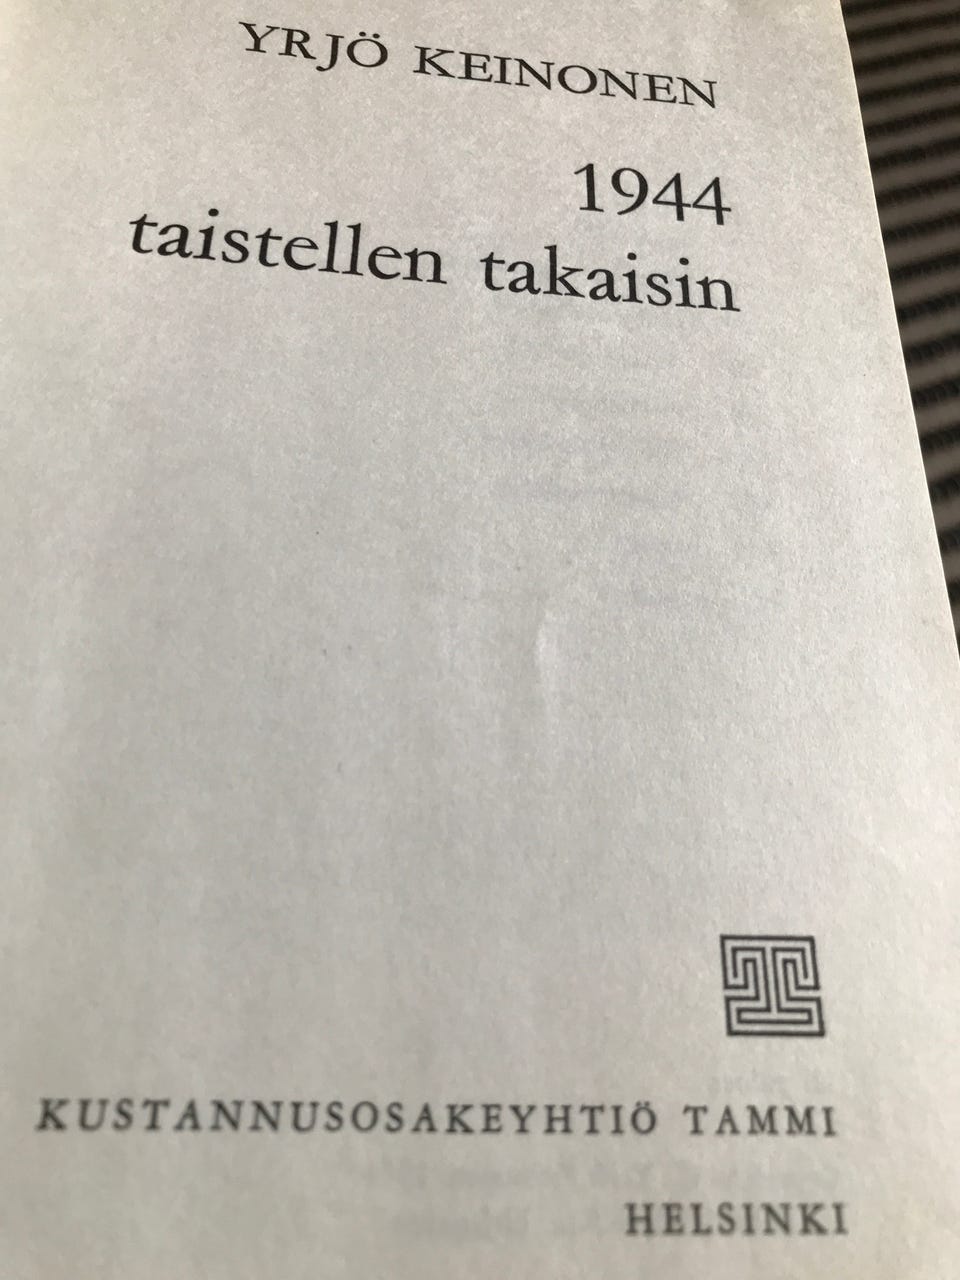 YRJÖ KEINONEN
1944
taistellen takaisin
KUSTANNUSOSAKEYHTIÖ TAMMI
HELSINKI